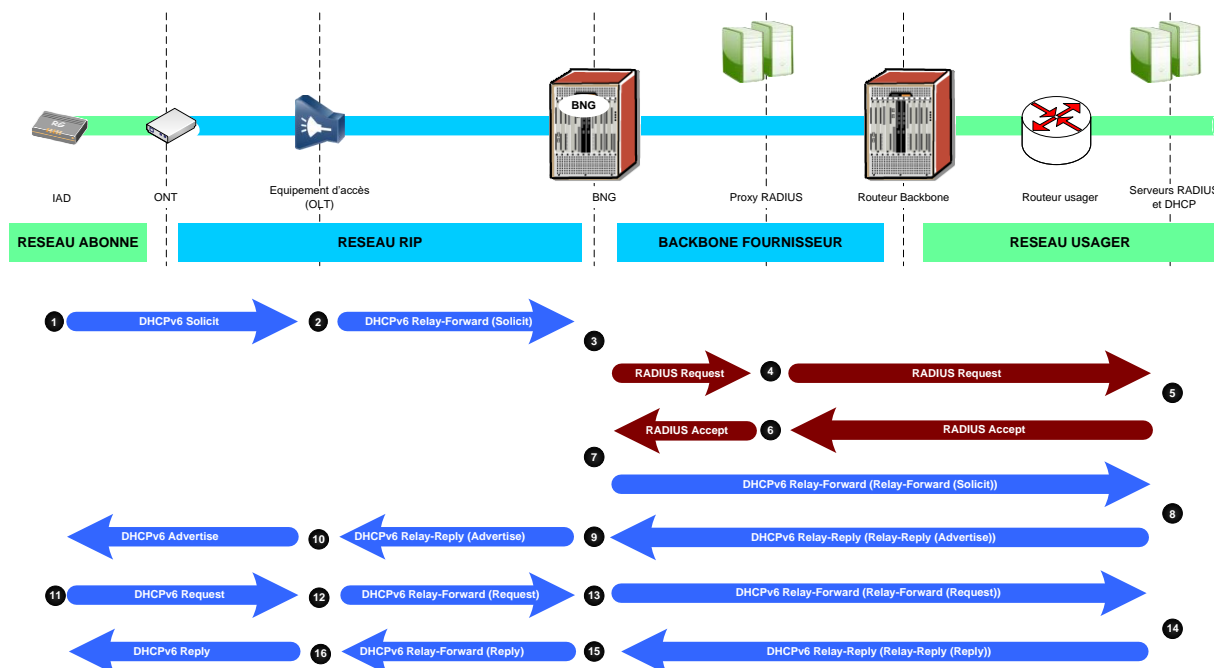 RG
BNG
IAD
ONT
Equipement d'accès
(OLT)
BNG
Proxy RADIUS
Routeur Backbone
Routeur usager
Serveurs RADIUS
et DHCP
RESEAU ABONNE
RESEAU RIP
BACKBONE FOURNISSEUR
RESEAU USAGER
1
DHCPv6 Solicit
2
DHCPv6 Relay-Forward (Solicit)
3
RADIUS Request
4
RADIUS Request
5
RADIUS Accept
6
RADIUS Accept
7
DHCPv6 Relay-Forward (Relay-Forward (Solicit))
8
DHCPv6 Advertise
10
DHCPv6 Relay-Reply (Advertise)
9
DHCPv6 Relay-Reply (Relay-Reply (Advertise))
11
DHCPv6 Request
12
DHCPv6 Relay-Forward (Request)
13
DHCPv6 Relay-Forward (Relay-Forward (Request))
14
DHCPv6 Reply
16
DHCPv6 Relay-Forward (Reply)
15
DHCPv6 Relay-Reply (Relay-Reply (Reply))